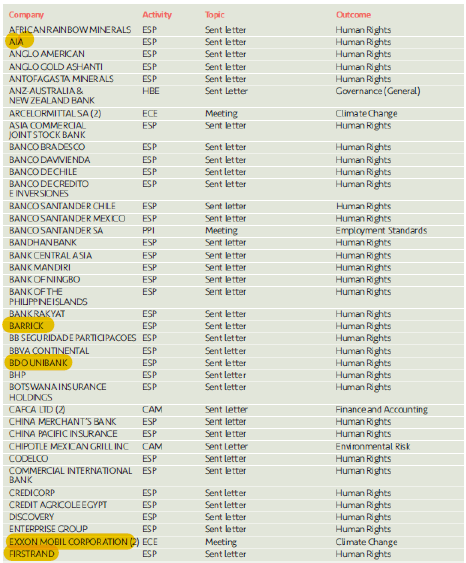 Company Activity Topic Outcome
AFRICAN RAINBOW MINERALS ESP Sent letter Human Rights
AIA ESP Sent letter Human Rights
ANGLO AMERICAN ESP Sent letter Human Rights
ANGLO GOLD ASHANTI ESP Sent letter Human Rights
ANTOFAGASTA MINERALS ESP Sent letter Human Rights
ANZ-AUSTRALIA & HBE Sent Letter Governance (General)
NEW ZEALAND BANK
ARCELORMITTAL SA (2) ECE Meeting Climate Change
ASIA COMMERCIAL ESP Sent letter Human Rights
JOINT STOCK BANK
BANCO BRADESCO ESP Sent letter Human Rights
BANCO DAVIVIENDA ESP Sent letter Human Rights
BANCO DE CHILE ESP Sent letter Human Rights
BANCO DE CREDITO ESP Sent letter Human Rights
E INVERSIONES
BANCO SANTANDER CHILE ESP Sent letter Human Rights
BANCO SANTANDER MEXICO ESP Sent letter Human Rights
BANCO SANTANDER SA PPI Meeting Employment Standards
BANDHAN BANK ESP Sent letter Human Rights
BANK CENTRAL ASIA ESP Sent letter Human Rights
BANK MANDIRI ESP Sent letter Human Rights
BANK OF NINGBO ESP Sent letter Human Rights
BANK OF THE ESP Sent letter Human Rights
PHILIPPINE ISLANDS
BANK RAKYAT ESP Sent letter Human Rights
BARRICK ESP Sent letter Human Rights
BB SEGURIDADE PARTICIPACOES ESP Sent letter Human Rights
BBVA CONTINENTAL ESP Sent letter Human Rights
BDO UNIBANK ESP Sent letter Human Rights
BHP ESP Sent letter Human Rights
BOTSWANA INSURANCE ESP Sent letter Human Rights
HOLDINGS
CAFCA LTD (2) CAM Sent Letter Finance and Accounting
CHINA MERCHANT'S BANK ESP Sent letter Human Rights
CHINA PACIFIC INSURANCE ESP Sent letter Human Rights
CHIPOTLE MEXICAN GRILL INC CAM Sent Letter Environmental Risk
CODELCO ESP Sent letter Human Rights
COMMERCIAL INTERNATIONAL ESP Sent letter Human Rights
BANK
CREDICORP ESP Sent letter Human Rights
CREDIT AGRICOLE EGYPT ESP Sent letter Human Rights
DISCOVERY ESP Sent letter Human Rights
ENTERPRISE GROUP ESP Sent letter Human Rights
EXXON MOBIL CORPORATION (2) ECE Meeting Climate Change
FIRSTRAND ESP Sent letter Human Rights